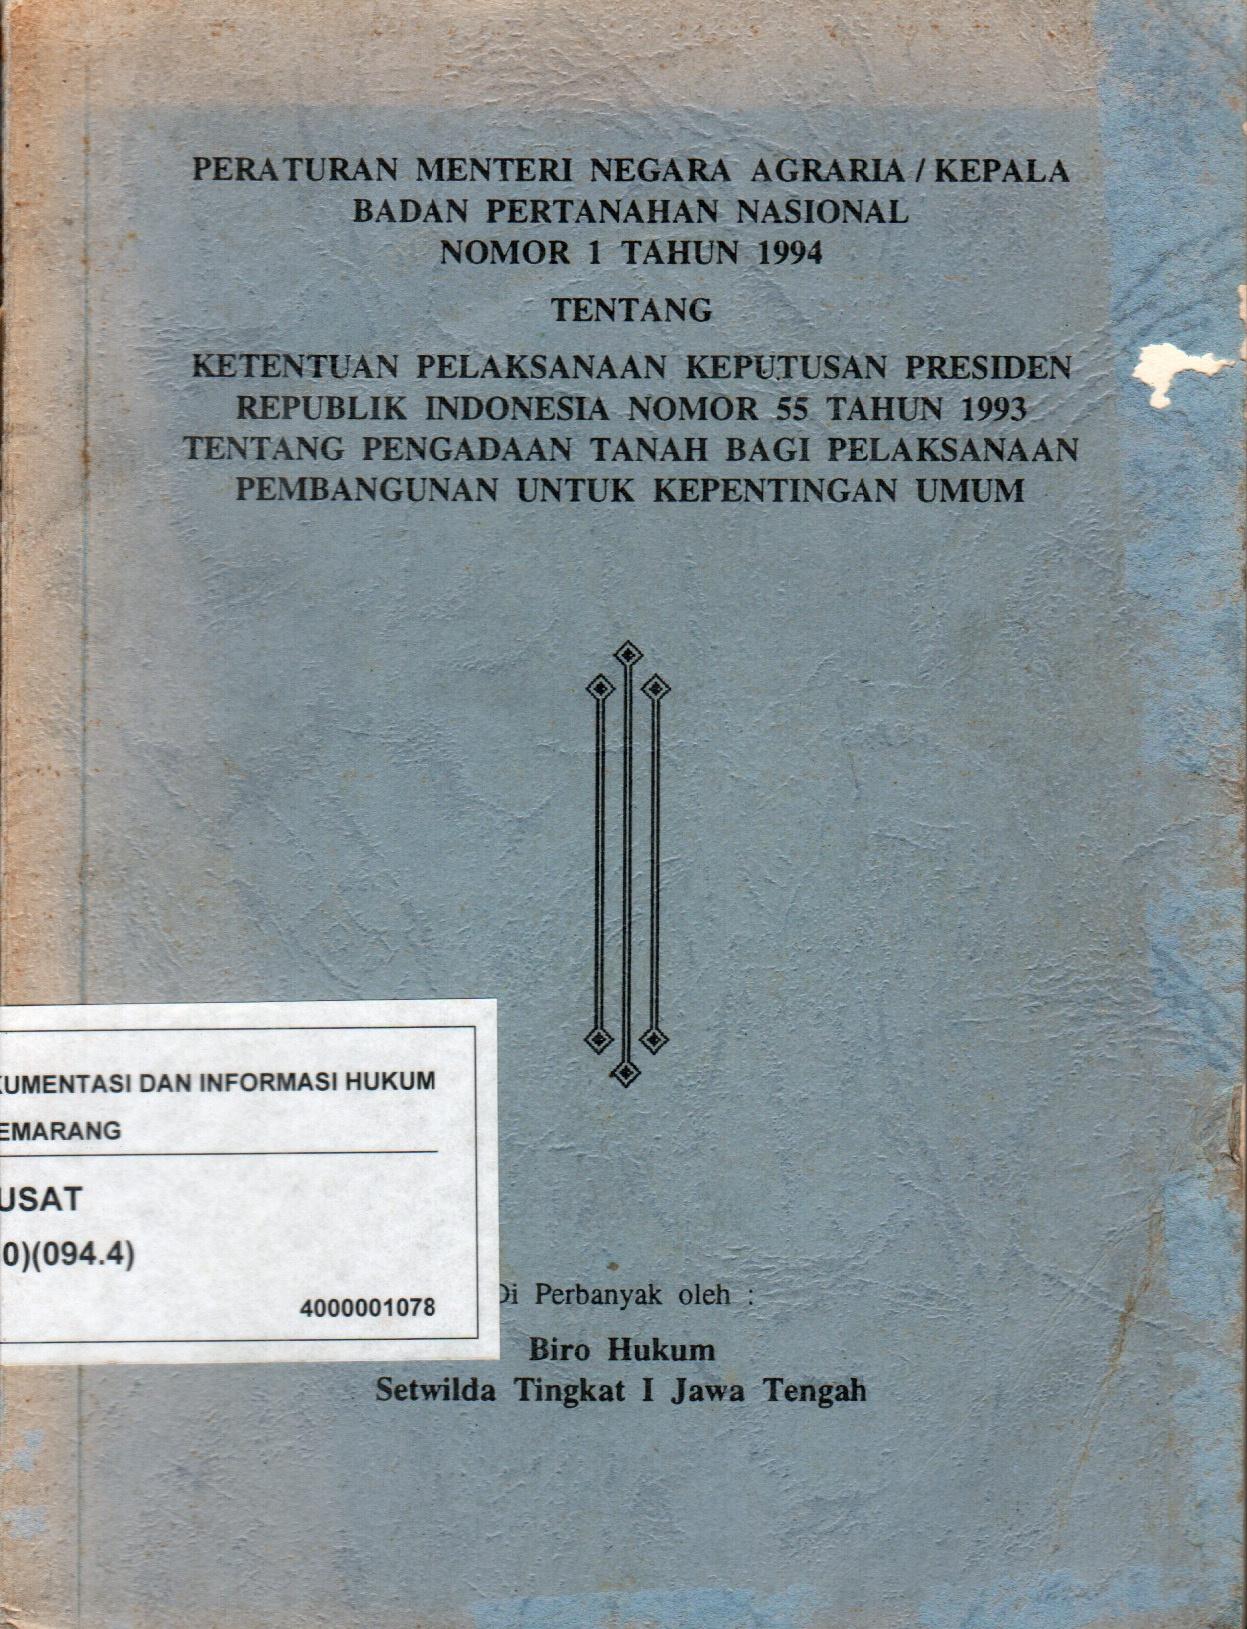 PERATURAN MENTERI NEGARA AGRARIA / KEPALA
BADAN PERTANAHAN NASIONAL
NOMOR 1 TAHUN 1994
TENTANG
KETENTUAN PELAKSANAAN KEPUTUSAN PRESIDEN
REPUBLIK INDONESIA NOMOR 55 TAHUN 1993
TENTANG PENGADAAN TANAH BAGI PELAKSANAAN
PEMBANGUNAN UNTUK KEPENTINGAN UMUM
KUMENTASI DAN INFORMASI HUKUM
EMARANG
USAT
0)(094.4)
4000001078
Di Perbanyak oleh :
Biro Hukum
Setwilda Tingkat I Jawa Tengah